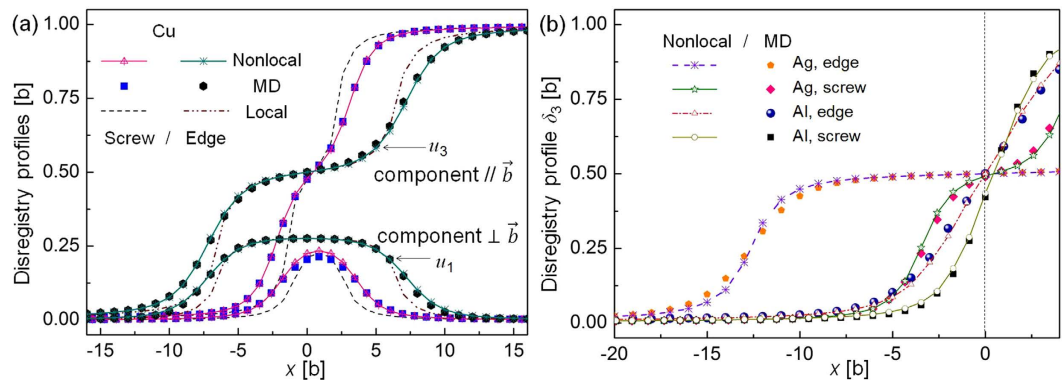 (a)
Cu
Nonlocal
MD
Local
Screw / Edge
u₃
component // b⃗
component ⊥ b⃗
u₁
Disregistry profiles [b]
1.00
0.75
0.50
0.25
0.00
-15 -10 -5 0 5 10 15
x [b]
(b)
Nonlocal / MD
Ag, edge
Ag, screw
Al, edge
Al, screw
Disregistry profile δ₃ [b]
1.00
0.75
0.50
0.25
0.00
-20 -15 -10 -5 0
x [b]